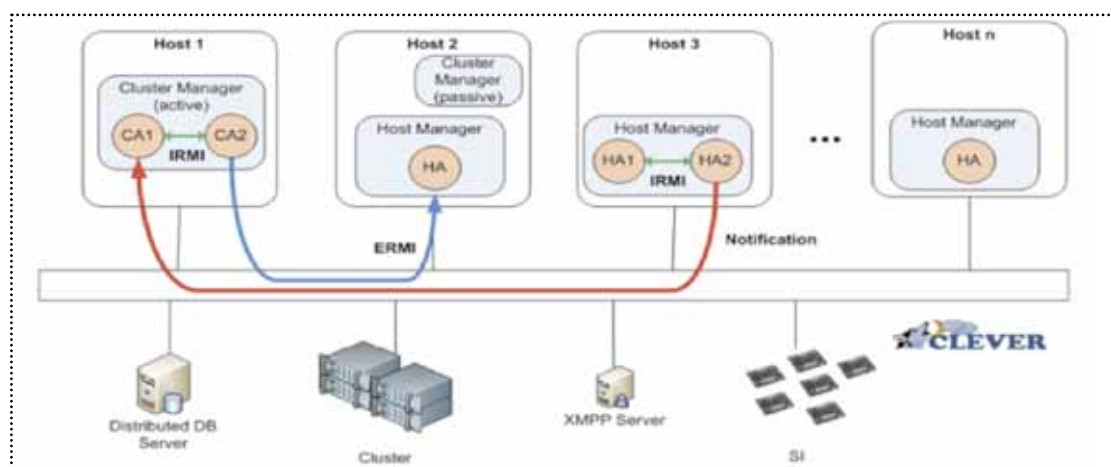 Host 1
Host 2
Host 3
Host n
Cluster Manager
(active)
CA1
CA2
IRMI
Cluster
Manager
(passive)
Host Manager
HA
Host Manager
HA1
HA2
IRMI
...
Host Manager
HA
ERMI
Notification
CLEVER
Distributed DB
Server
Cluster
XMPP Server
SI